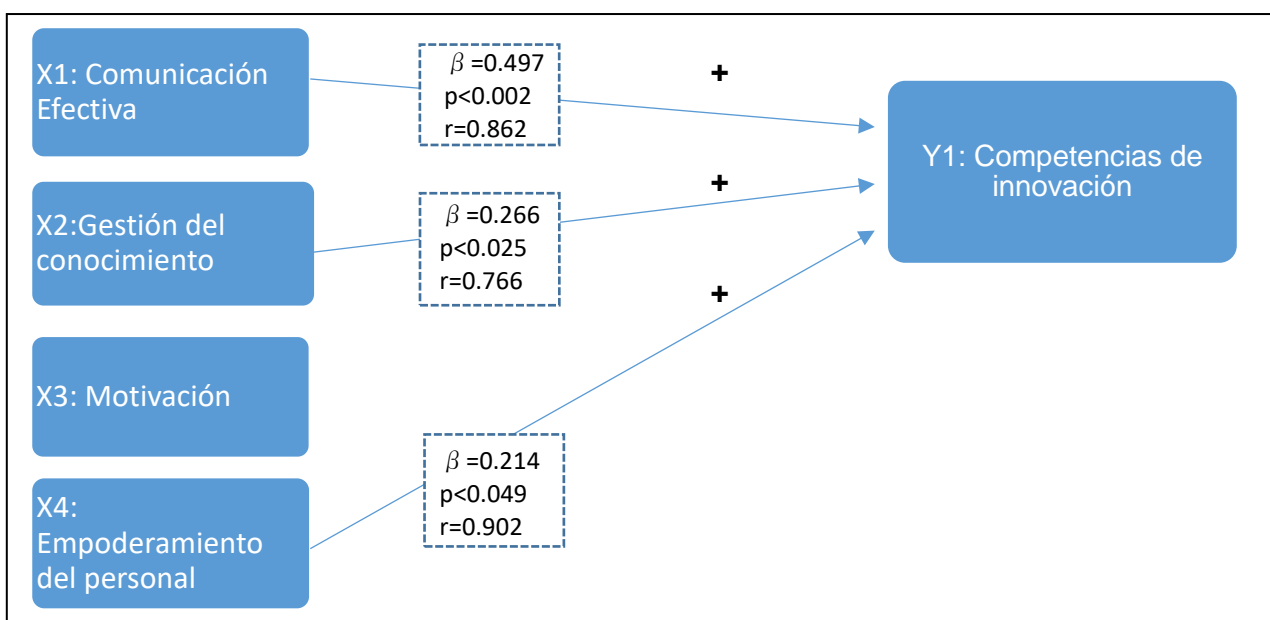 X1: Comunicación
Efectiva
β =0.497
p<0.002
r=0.862
+
X2:Gestión del
conocimiento
β =0.266
p<0.025
r=0.766
+
X3: Motivación
+
X4:
Empoderamiento
del personal
β =0.214
p<0.049
r=0.902
Y1: Competencias de
innovación